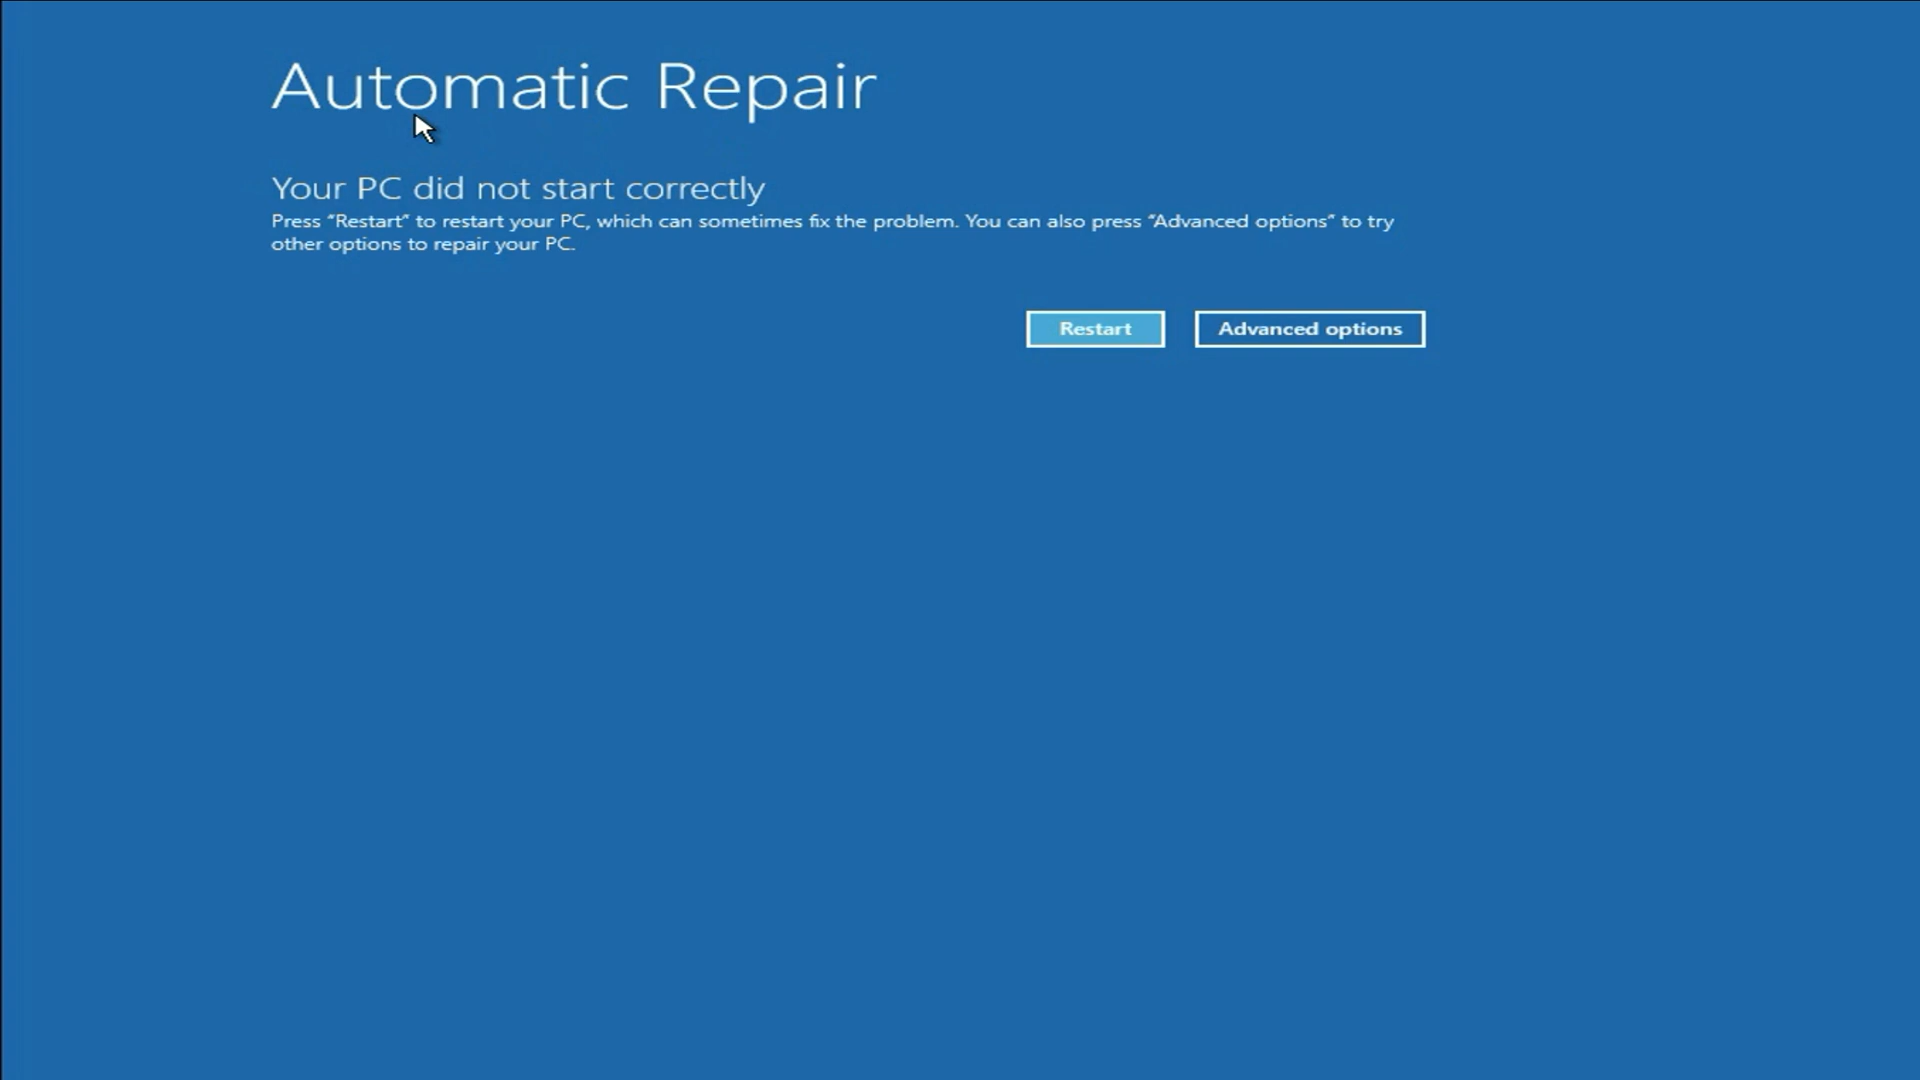 Automatic Repair
Your PC did not start correctly
Press “Restart” to restart your PC, which can sometimes fix the problem. You can also press “Advanced options” to try
other options to repair your PC.
Restart
Advanced options